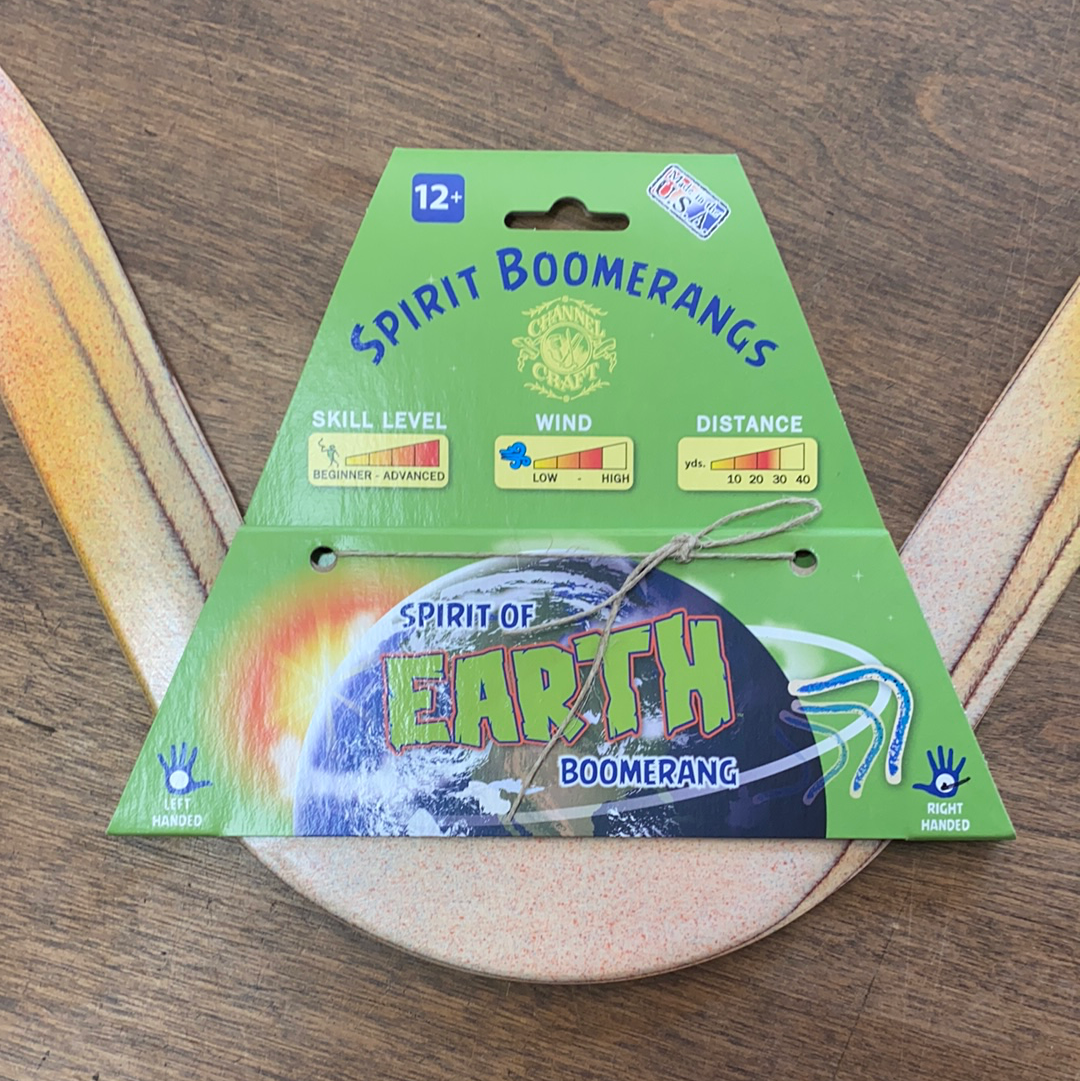 12+
Made in the
U.S.A.
SPIRIT BOOMERANGS
CHANNEL
CRAFT
SKILL LEVEL
BEGINNER - ADVANCED
WIND
LOW - HIGH
DISTANCE
yds.
10 20 30 40
SPIRIT OF
EARTH
BOOMERANG
LEFT
HANDED
RIGHT
HANDED